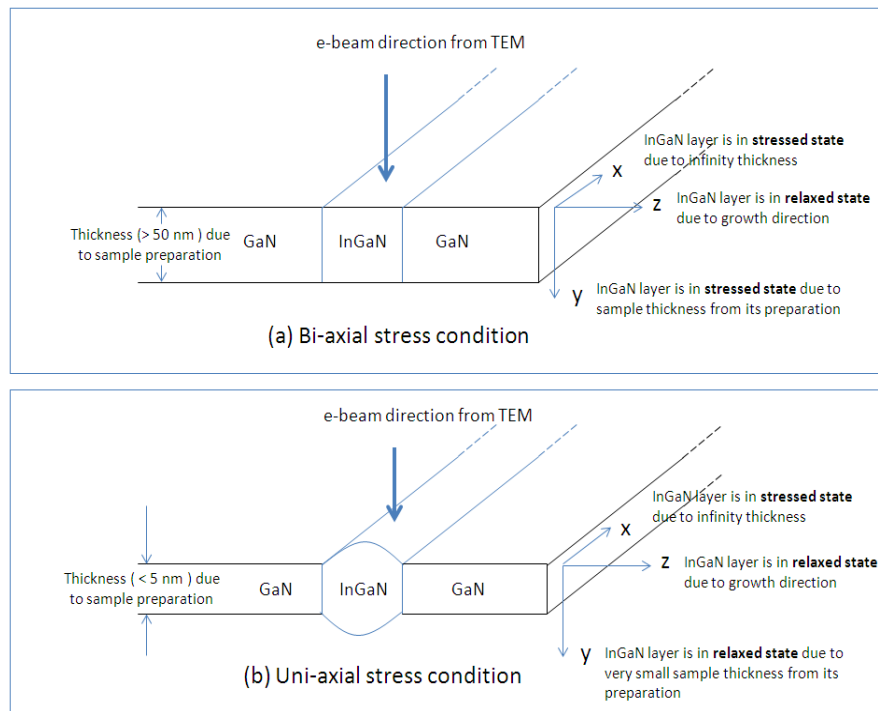 e-beam direction from TEM
InGaN layer is in stressed state
due to infinity thickness
x
z
InGaN layer is in relaxed state
due to growth direction
Thickness (> 50 nm ) due
to sample preparation
GaN
InGaN
GaN
y
InGaN layer is in stressed state due to
sample thickness from its preparation
(a) Bi-axial stress condition
e-beam direction from TEM
InGaN layer is in stressed state
due to infinity thickness
x
z
InGaN layer is in relaxed state
due to growth direction
Thickness ( < 5 nm ) due
to sample preparation
GaN
InGaN
GaN
y
InGaN layer is in relaxed state due to
very small sample thickness from its
preparation
(b) Uni-axial stress condition